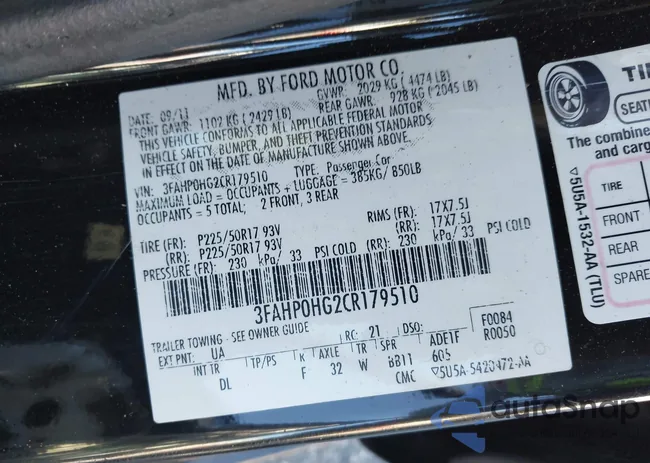 MFD. BY FORD MOTOR CO.
DATE: 09/11 GVWR: 2029 KG ( 4474 LB)
FRONT GAWR: 1102 KG ( 2429 LB) REAR GAWR: 928 KG ( 2045 LB)
THIS VEHICLE CONFORMS TO ALL APPLICABLE FEDERAL MOTOR
VEHICLE SAFETY, BUMPER, AND THEFT PREVENTION STANDARDS
IN EFFECT ON THE DATE OF MANUFACTURE SHOWN ABOVE
VIN: 3FAHP0HG2CR179510 TYPE: Passenger Car
MAXIMUM LOAD = OCCUPANTS + LUGGAGE = 385KG/ 850LB
OCCUPANTS = 5 TOTAL; 2 FRONT, 3 REAR
TIRE (FR): P225/50R17 93V RIMS (FR): 17X7.5J
(RR): P225/50R17 93V (RR): 17X7.5J
PRESSURE (FR): 230 kPa/ 33 PSI COLD (RR): 230 kPa/ 33 PSI COLD
3FAHP0HG2CR179510
TRAILER TOWING - SEE OWNER GUIDE
EXT PNT: UA RC: 21 DSO: F0084
R0050
INT TR TP/PS R AXLE TR SPR ADE1F
DL F 32 W BB11 605
CMC ▽5U5A-5420472-AA
TI
SEATI
The combine
and carg
TIRE
FRONT
REAR
SPARE
▽5U5A-1532-AA (TLU)
autoSnap